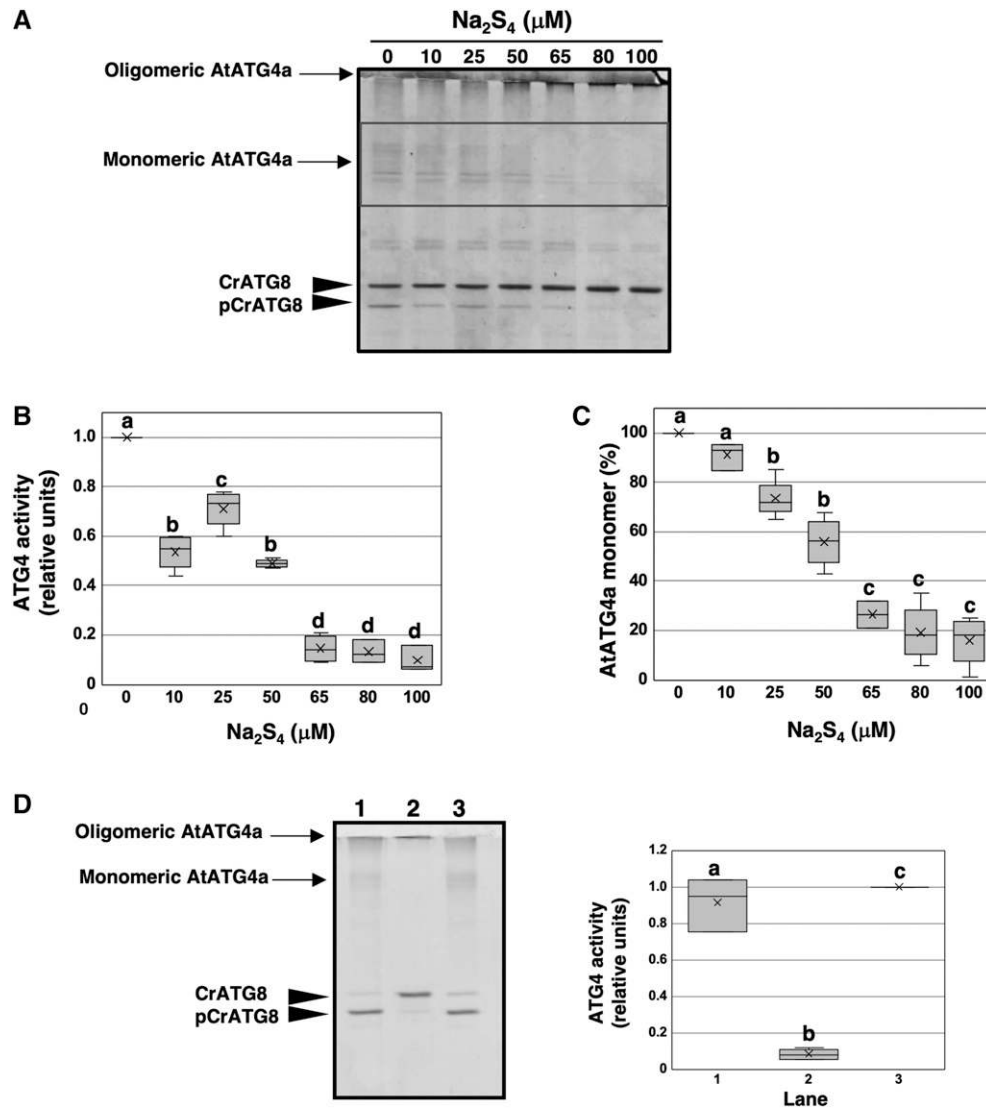 A
Na₂S₄ (μM)
0 10 25 50 65 80 100
Oligomeric AtATG4a
Monomeric AtATG4a
CrATG8
pCrATG8
B
ATG4 activity
(relative units)
1.0
0.8
0.6
0.4
0.2
0
0
a
b
c
b
d
d
d
0 10 25 50 65 80 100
Na₂S₄ (μM)
C
AtATG4a monomer (%)
100
80
60
40
20
0
a
a
b
b
c
c
c
0 10 25 50 65 80 100
Na₂S₄ (μM)
D
1 2 3
Oligomeric AtATG4a
Monomeric AtATG4a
CrATG8
pCrATG8
ATG4 activity
(relative units)
1.2
1.0
0.8
0.6
0.4
0.2
0
a
b
c
1 2 3
Lane